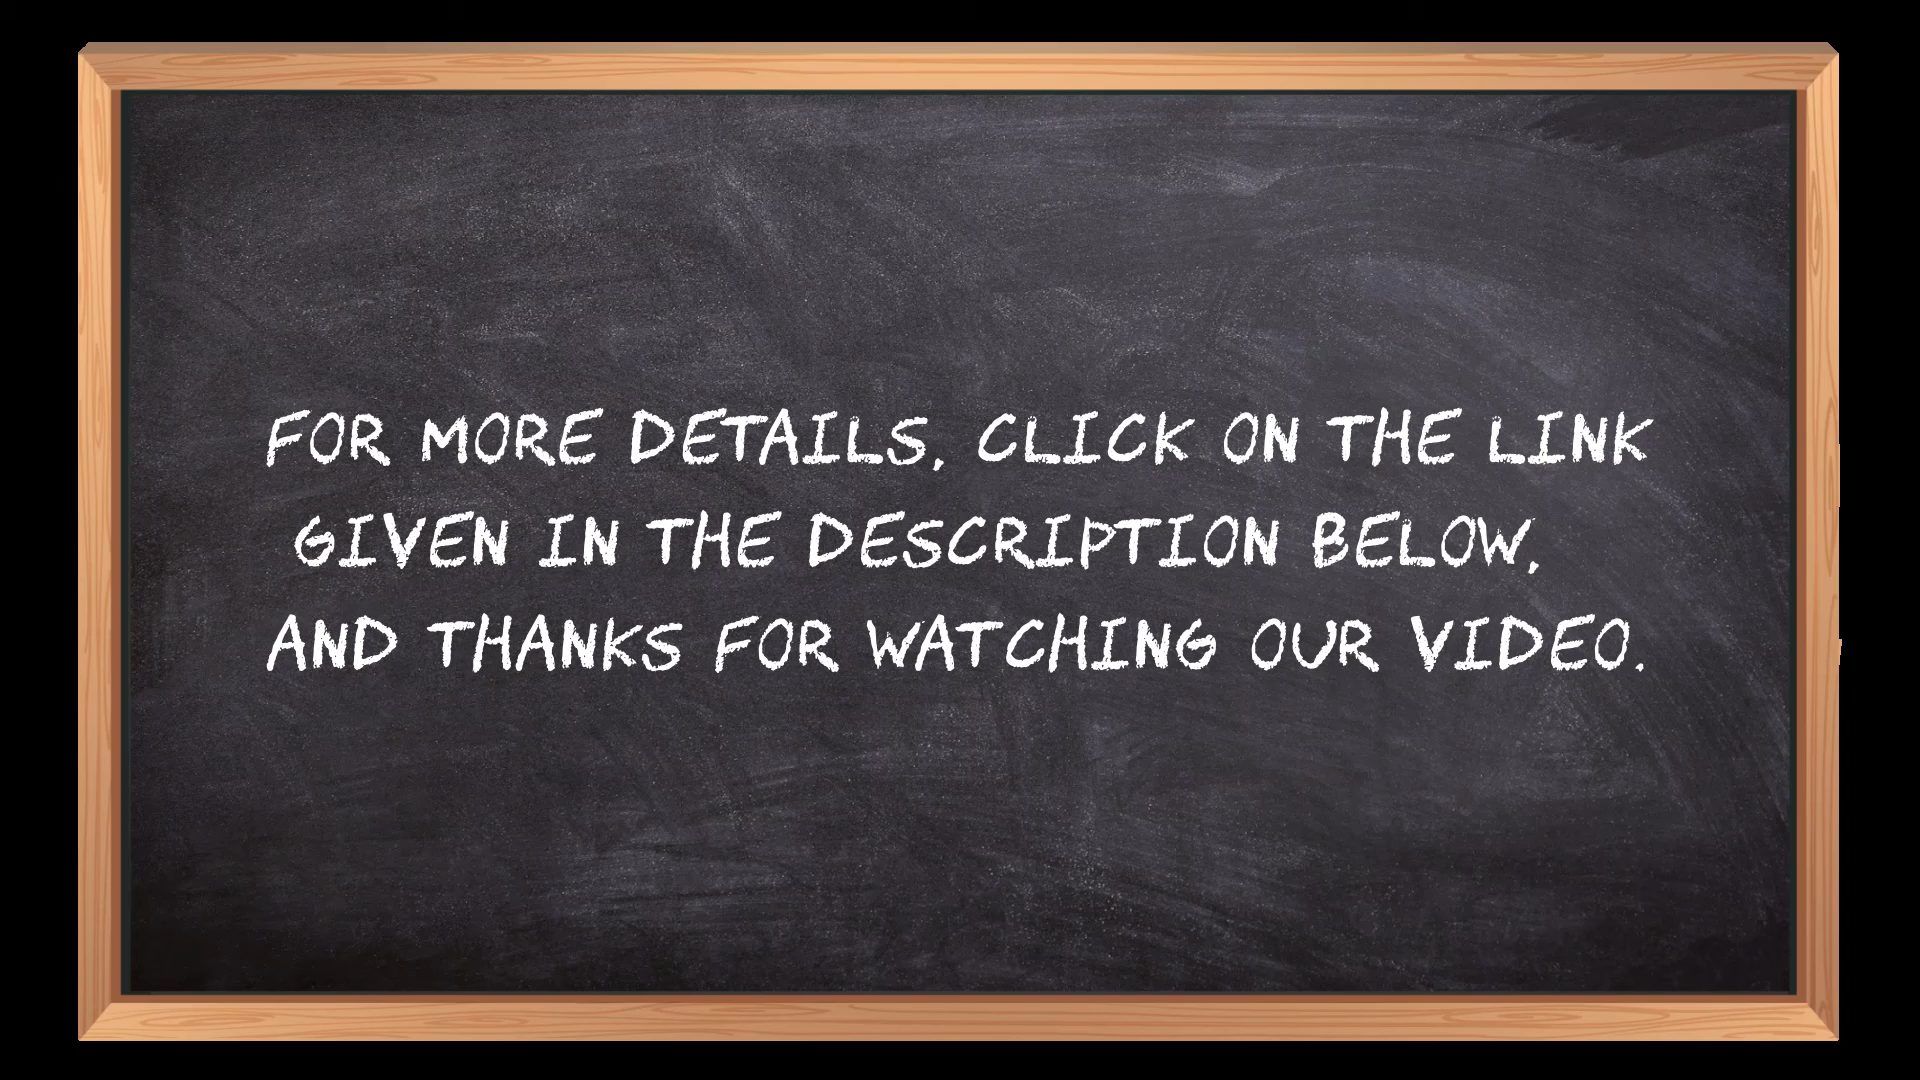 FOR MORE DETAILS, CLICK ON THE LINK
GIVEN IN THE DESCRIPTION BELOW,
AND THANKS FOR WATCHING OUR VIDEO.